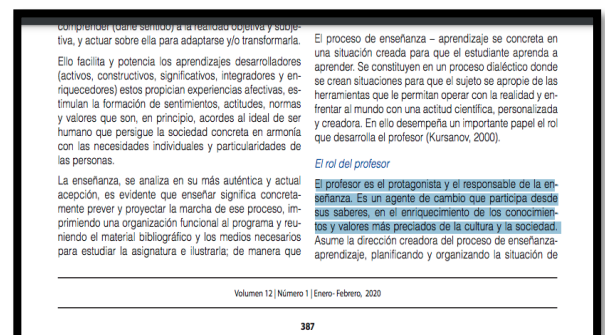 comprender (darle sentido) a la realidad objetiva y subje-
tiva, y actuar sobre ella para adaptarse y/o transformarla.
Ello facilita y potencia los aprendizajes desarrolladores
(activos, constructivos, significativos, integradores y en-
riquecedores) estos propician experiencias afectivas, es-
timulan la formación de sentimientos, actitudes, normas
y valores que son, en principio, acordes al ideal de ser
humano que persigue la sociedad concreta en armonía
con las necesidades individuales y particularidades de
las personas.
La enseñanza, se analiza en su más auténtica y actual
acepción, es evidente que enseñar significa concreta-
mente prever y proyectar la marcha de ese proceso, im-
primiendo una organización funcional al programa y reu-
niendo el material bibliográfico y los medios necesarios
para estudiar la asignatura e ilustrarla; de manera que
El proceso de enseñanza – aprendizaje se concreta en
una situación creada para que el estudiante aprenda a
aprender. Se constituyen en un proceso dialéctico donde
se crean situaciones para que el sujeto se apropie de las
herramientas que le permitan operar con la realidad y en-
frentar al mundo con una actitud científica, personalizada
y creadora. En ello desempeña un importante papel el rol
que desarrolla el profesor (Kursanov, 2000).
El rol del profesor
El profesor es el protagonista y el responsable de la en-
señanza. Es un agente de cambio que participa desde
sus saberes, en el enriquecimiento de los conocimien-
tos y valores más preciados de la cultura y la sociedad.
Asume la dirección creadora del proceso de enseñanza-
aprendizaje, planificando y organizando la situación de
Volumen 12 | Número 1 | Enero- Febrero, 2020
387